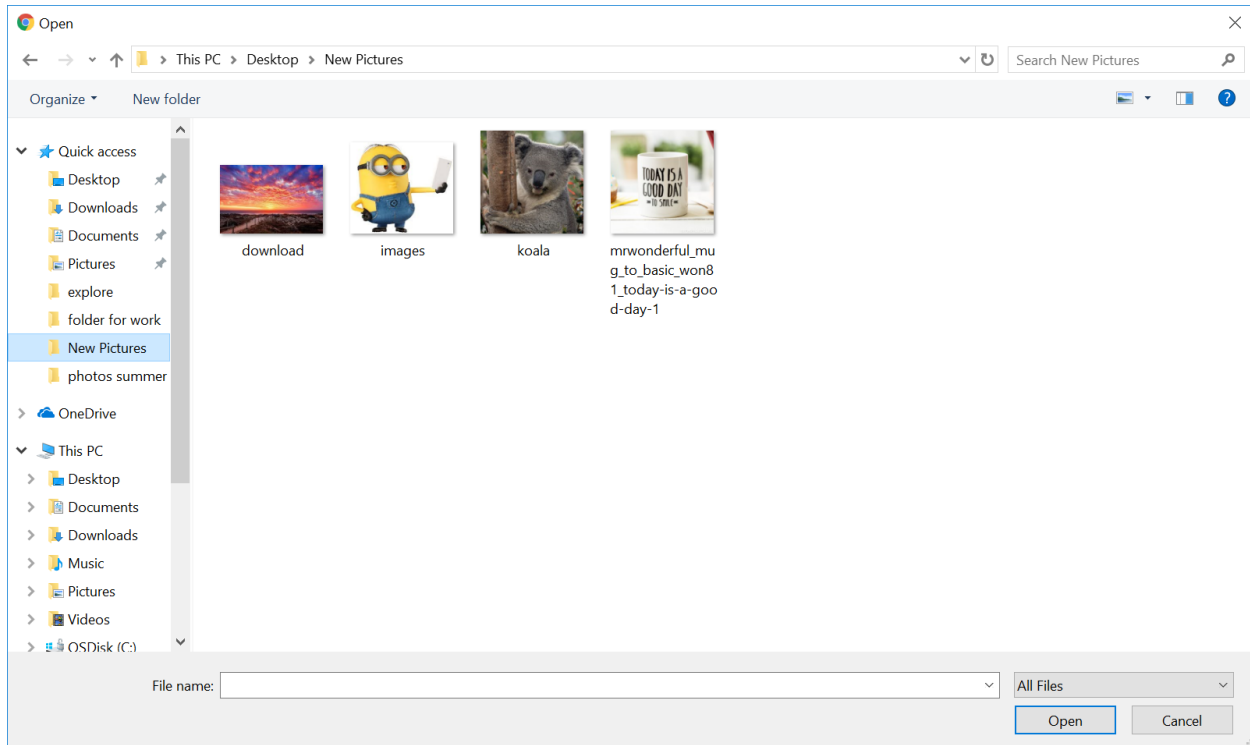 Open
This PC > Desktop > New Pictures
Search New Pictures
Organize
New folder
?
Quick access
Desktop
Downloads
Documents
Pictures
explore
folder for work
New Pictures
photos summer
OneDrive
This PC
Desktop
Documents
Downloads
Music
Pictures
Videos
OSDisk (C:)
TODAY IS A
GOOD DAY
TO SMILE
download
images
koala
mrwonderful_mu
g_to_basic_won8
1_today-is-a-goo
d-day-1
File name:
All Files
Open
Cancel